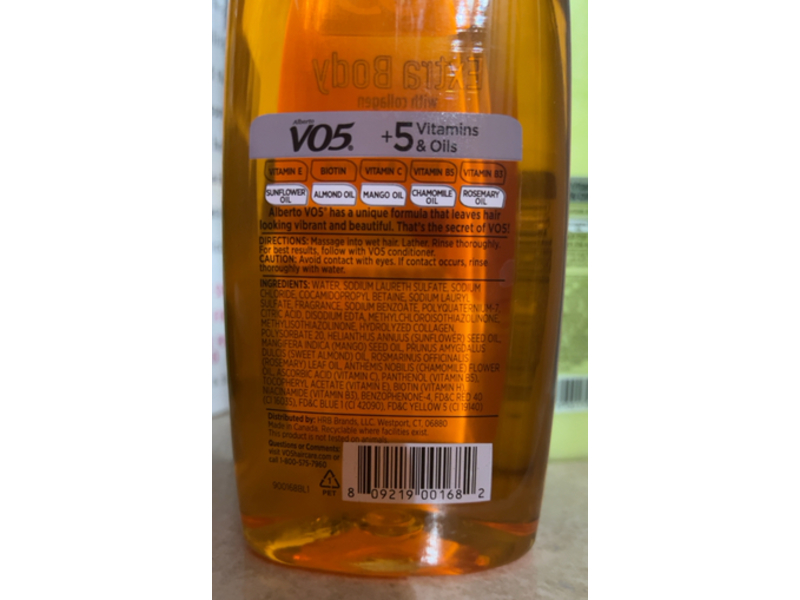 Extra Body
with collagen
Alberto
VO5® +5 Vitamins
& Oils
VITAMIN E BIOTIN VITAMIN C VITAMIN B5 VITAMIN B3
SUNFLOWER OIL ALMOND OIL MANGO OIL CHAMOMILE OIL ROSEMARY OIL
Alberto VO5® has a unique formula that leaves hair
looking vibrant and beautiful. That's the secret of VO5!
DIRECTIONS: Massage into wet hair. Lather. Rinse thoroughly.
For best results, follow with VO5 conditioner.
CAUTION: Avoid contact with eyes. If contact occurs, rinse
thoroughly with water.
INGREDIENTS: WATER, SODIUM LAURETH SULFATE, SODIUM
CHLORIDE, COCAMIDOPROPYL BETAINE, SODIUM LAURYL
SULFATE, FRAGRANCE, SODIUM BENZOATE, POLYQUATERNIUM-7,
CITRIC ACID, DISODIUM EDTA, METHYLCHLOROISOTHIAZOLINONE,
METHYLISOTHIAZOLINONE, HYDROLYZED COLLAGEN,
POLYSORBATE 20, HELIANTHUS ANNUUS (SUNFLOWER) SEED OIL,
MANGIFERA INDICA (MANGO) SEED OIL, PRUNUS AMYGDALUS
DULCIS (SWEET ALMOND) OIL, ROSMARINUS OFFICINALIS
(ROSEMARY) LEAF OIL, ANTHEMIS NOBILIS (CHAMOMILE) FLOWER
OIL, ASCORBIC ACID (VITAMIN C), PANTHENOL (VITAMIN B5),
TOCOPHERYL ACETATE (VITAMIN E), BIOTIN (VITAMIN H),
NIACINAMIDE (VITAMIN B3), BENZOPHENONE-4, FD&C RED 40
(CI 16035), FD&C BLUE 1 (CI 42090), FD&C YELLOW 5 (CI 19140)
Distributed by: HRB Brands, LLC. Westport, CT. 06880
Made in Canada. Recyclable where facilities exist.
This product is not tested on animals.
Questions or Comments:
visit VO5haircare.com or
call 1-800-575-7960
900168BL1
1
PET
8 09219 00168 2